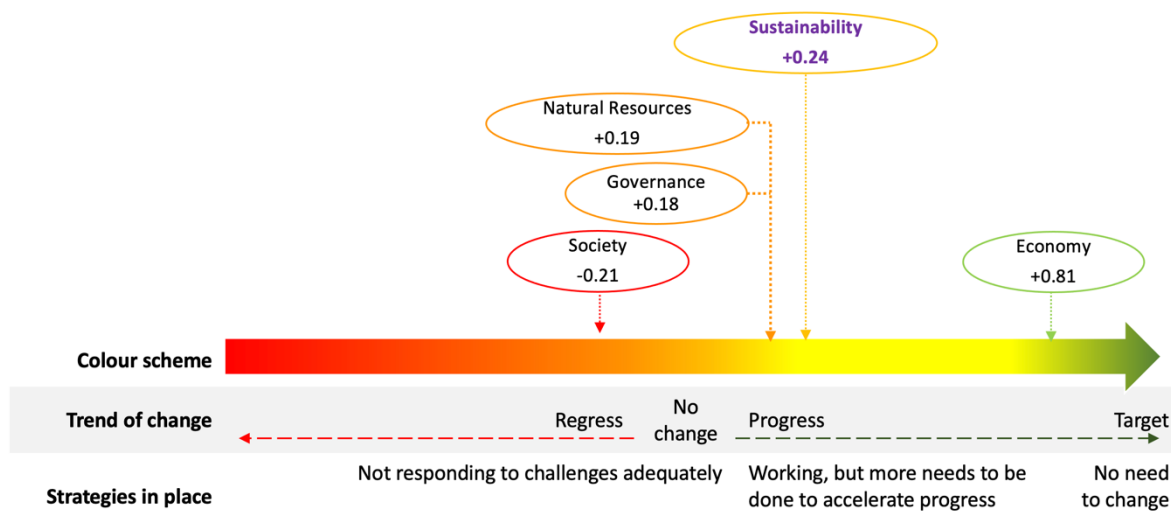 Sustainability
+0.24
Natural Resources
+0.19
Governance
+0.18
Society
-0.21
Economy
+0.81
Colour scheme
Trend of change
Regress
No
change
Progress
Target
Strategies in place
Not responding to challenges adequately
Working, but more needs to be
done to accelerate progress
No need
to change